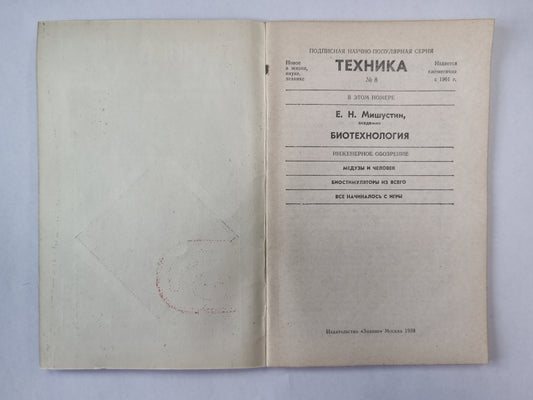 ПОДПИСНАЯ НАУЧНО-ПОПУЛЯРНАЯ СЕРИЯ
Новое
в жизни,
науке,
технике
ТЕХНИКА
№ 8
Издается
ежемесячно
с 1961 г.
В ЭТОМ НОМЕРЕ
Е. Н. Мишустин,
академик
БИОТЕХНОЛОГИЯ
ИНЖЕНЕРНОЕ ОБОЗРЕНИЕ
МЕДУЗЫ И ЧЕЛОВЕК
БИОСТИМУЛЯТОРЫ ИЗ ВСЕГО
ВСЕ НАЧИНАЛОСЬ С ИГРЫ
Издательство «Знание» Москва 1988